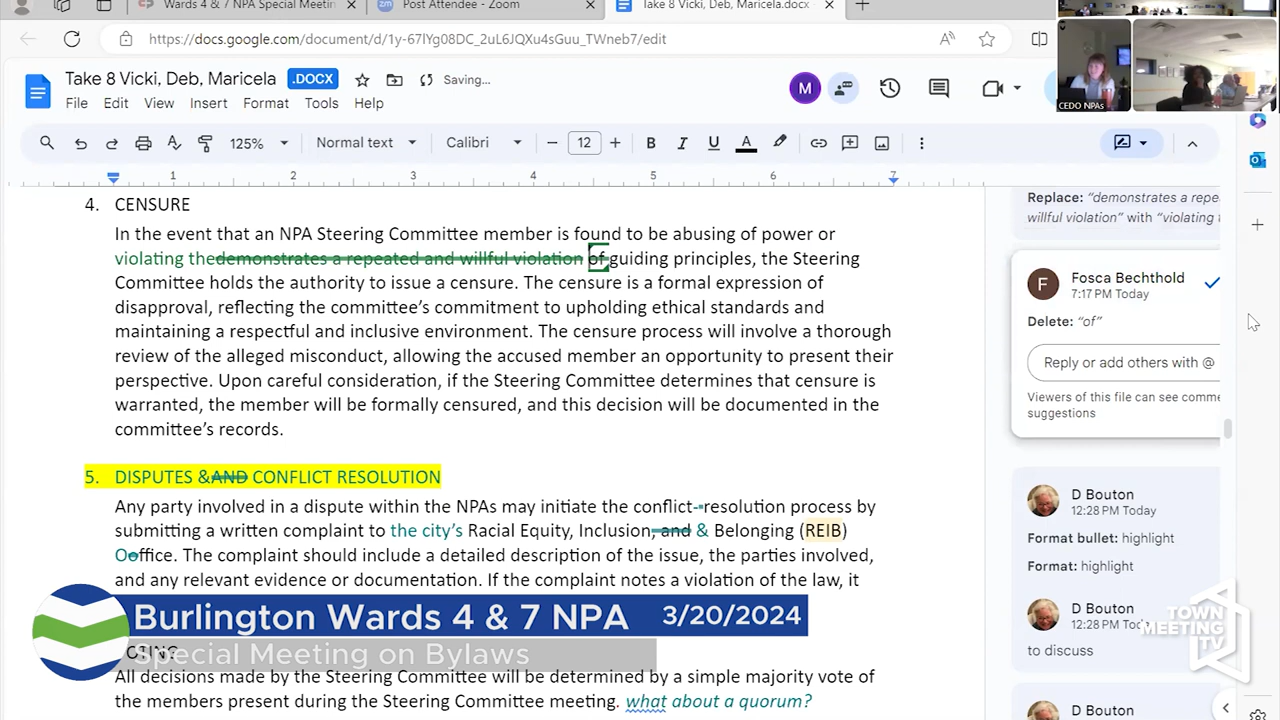 Wards 4 & 7 NPA Special Meetin
Post Attendee - Zoom
Take 8 Vicki, Deb, Maricela.docx
https://docs.google.com/document/d/1y-67lYg08DC_2uL6JQXu4sGuu_TWneb7/edit
CEDO NPAs
Take 8 Vicki, Deb, Maricela .DOCX Saving...
File Edit View Insert Format Tools Help
M
125% Normal text Calibri 12 B I U A
1 2 3 4 5 6 7
4. CENSURE
In the event that an NPA Steering Committee member is found to be abusing of power or
violating thedemonstrates a repeated and willful violation of guiding principles, the Steering
Committee holds the authority to issue a censure. The censure is a formal expression of
disapproval, reflecting the committee’s commitment to upholding ethical standards and
maintaining a respectful and inclusive environment. The censure process will involve a thorough
review of the alleged misconduct, allowing the accused member an opportunity to present their
perspective. Upon careful consideration, if the Steering Committee determines that censure is
warranted, the member will be formally censured, and this decision will be documented in the
committee’s records.
5. DISPUTES &AND CONFLICT RESOLUTION
Any party involved in a dispute within the NPAs may initiate the conflict--resolution process by
submitting a written complaint to the city’s Racial Equity, Inclusion, and & Belonging (REIB)
Ooffice. The complaint should include a detailed description of the issue, the parties involved,
and any relevant evidence or documentation. If the complaint notes a violation of the law, it
All decisions made by the Steering Committee will be determined by a simple majority vote of
the members present during the Steering Committee meeting. what about a quorum?
Replace: “demonstrates a repe
willful violation” with “violating t
F
Fosca Bechthold
7:17 PM Today
Delete: “of”
Reply or add others with @
Viewers of this file can see comme
suggestions
D Bouton
12:28 PM Today
Format bullet: highlight
Format: highlight
D Bouton
12:28 PM Tod
to discuss
D Bouton
Burlington Wards 4 & 7 NPA 3/20/2024
Special Meeting on Bylaws
TOWN
MEETING
TV